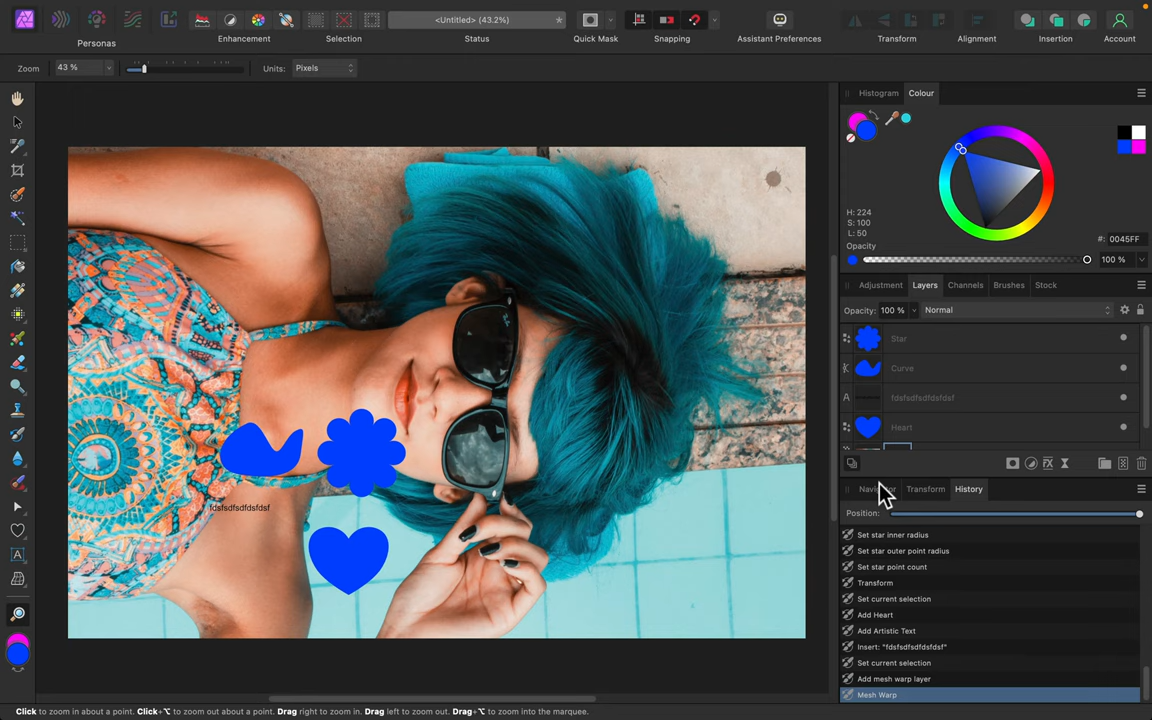 <Untitled> (43.2%)
Personas
Enhancement
Selection
Status
Quick Mask
Snapping
Assistant Preferences
Transform
Alignment
Insertion
Account
Zoom
43 %
Units:
Pixels
Histogram
Colour
H: 224
S: 100
L: 50
#:
0045FF
Opacity
100 %
Adjustment
Layers
Channels
Brushes
Stock
Opacity:
100 %
Normal
Star
Curve
A
fdsfsdfsdfdsfdsf
Heart
fdsfsdfsdfdsfdsf
Transform
History
Position:
Set star inner radius
Set star outer point radius
Set star point count
Transform
Set current selection
Add Heart
Add Artistic Text
Insert: "fdsfsdfsdfdsfdsf"
Set current selection
Add mesh warp layer
Mesh Warp
Click to zoom in about a point. Click+⌥ to zoom out about a point. Drag right to zoom in. Drag left to zoom out. Drag+⌥ to zoom into the marquee.